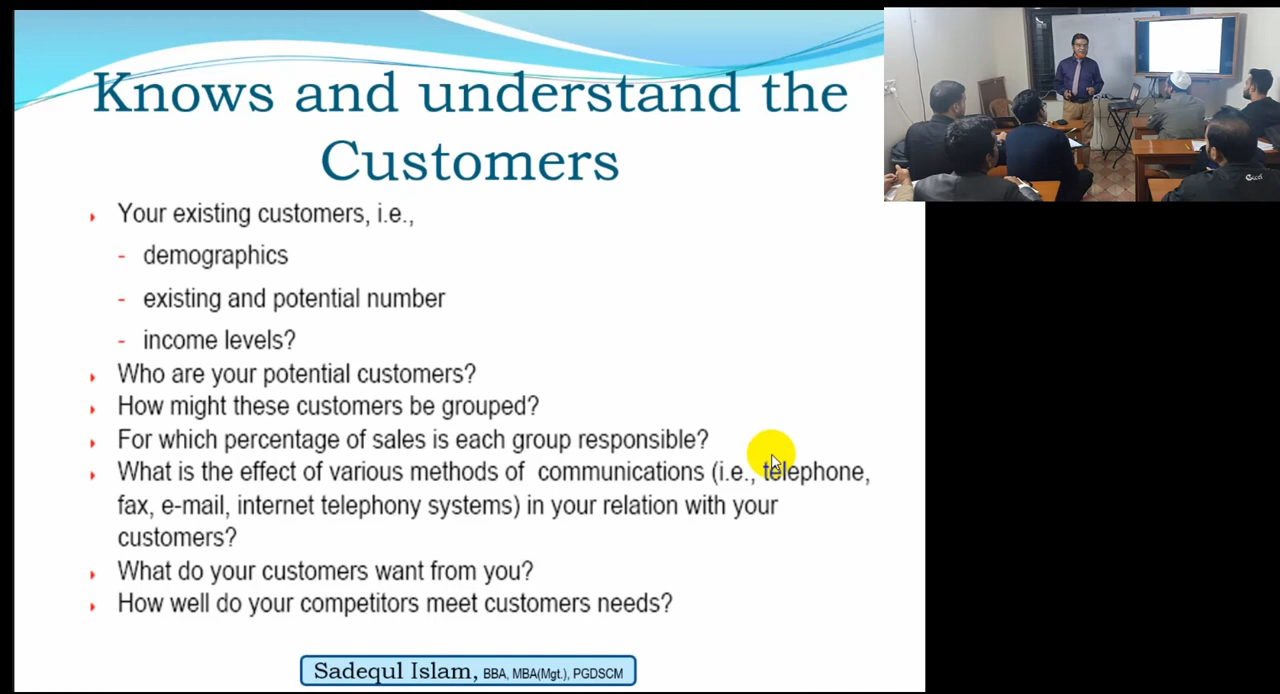 Knows and understand the
Customers
Your existing customers, i.e.,
- demographics
- existing and potential number
- income levels?
Who are your potential customers?
How might these customers be grouped?
For which percentage of sales is each group responsible?
What is the effect of various methods of communications (i.e., telephone,
fax, e-mail, internet telephony systems) in your relation with your
customers?
What do your customers want from you?
How well do your competitors meet customers needs?
Sadequl Islam, BBA, MBA(Mgt.), PGDSCM